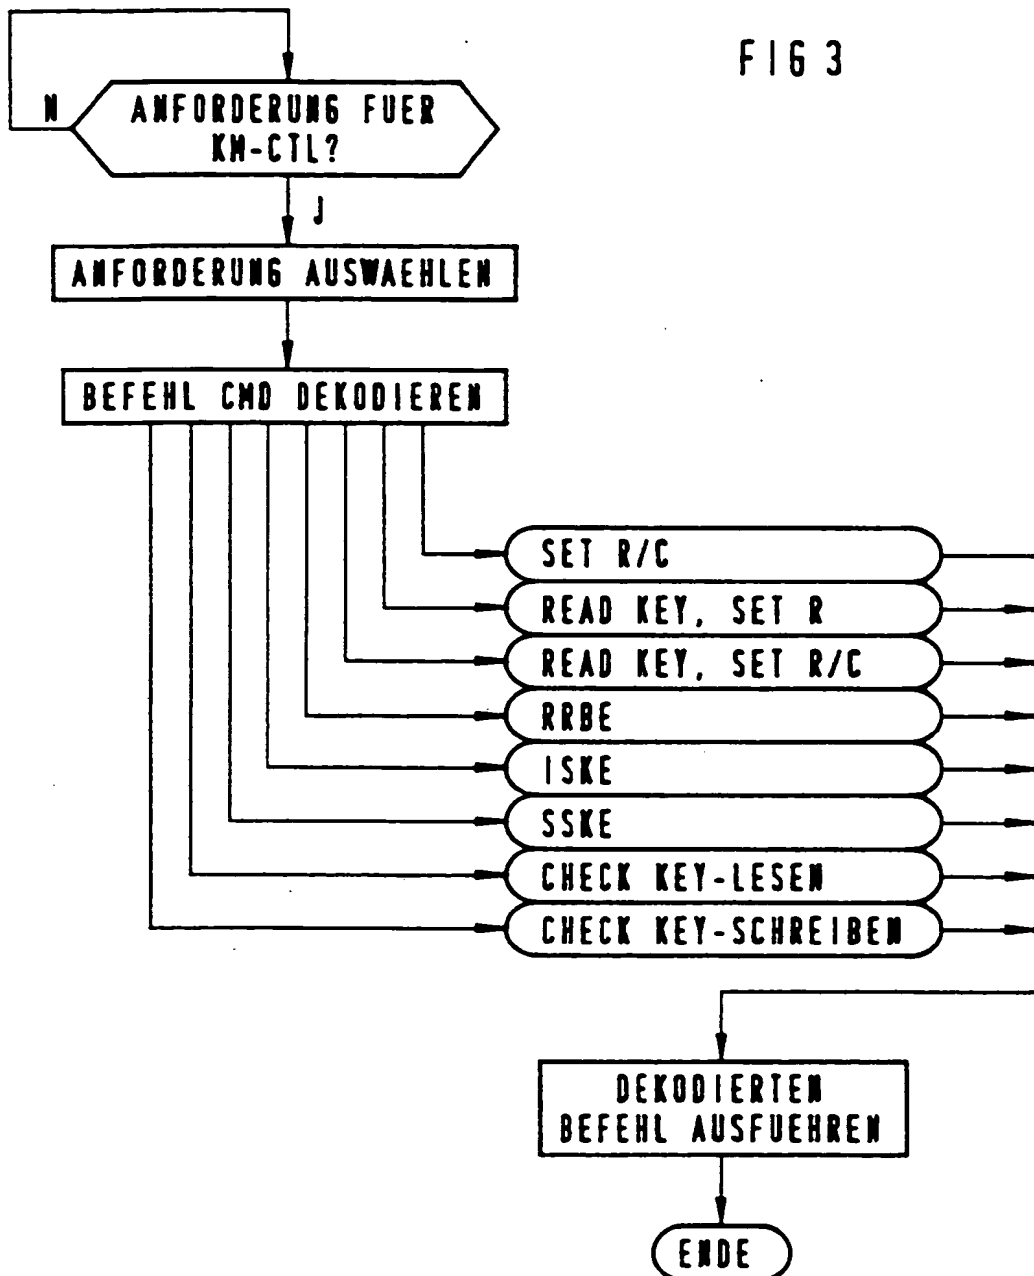 FIG 3
N
ANFORDERUNG FUER
KM-CTL?
J
ANFORDERUNG AUSWAEHLEN
BEFEHL CMD DEKODIEREN
SET R/C
READ KEY, SET R
READ KEY, SET R/C
RRBE
ISKE
SSKE
CHECK KEY-LESEN
CHECK KEY-SCHREIBEN
DEKODIERTEN
BEFEHL AUSFUEHREN
ENDE